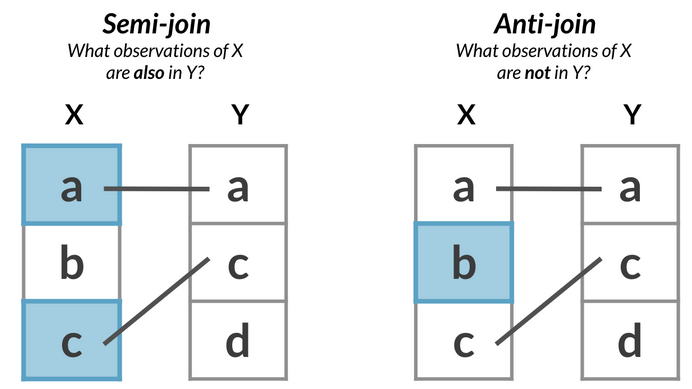 Semi-join
What observations of X
are also in Y?
X Y
a a
b c
c d
Anti-join
What observations of X
are not in Y?
X Y
a a
b c
c d